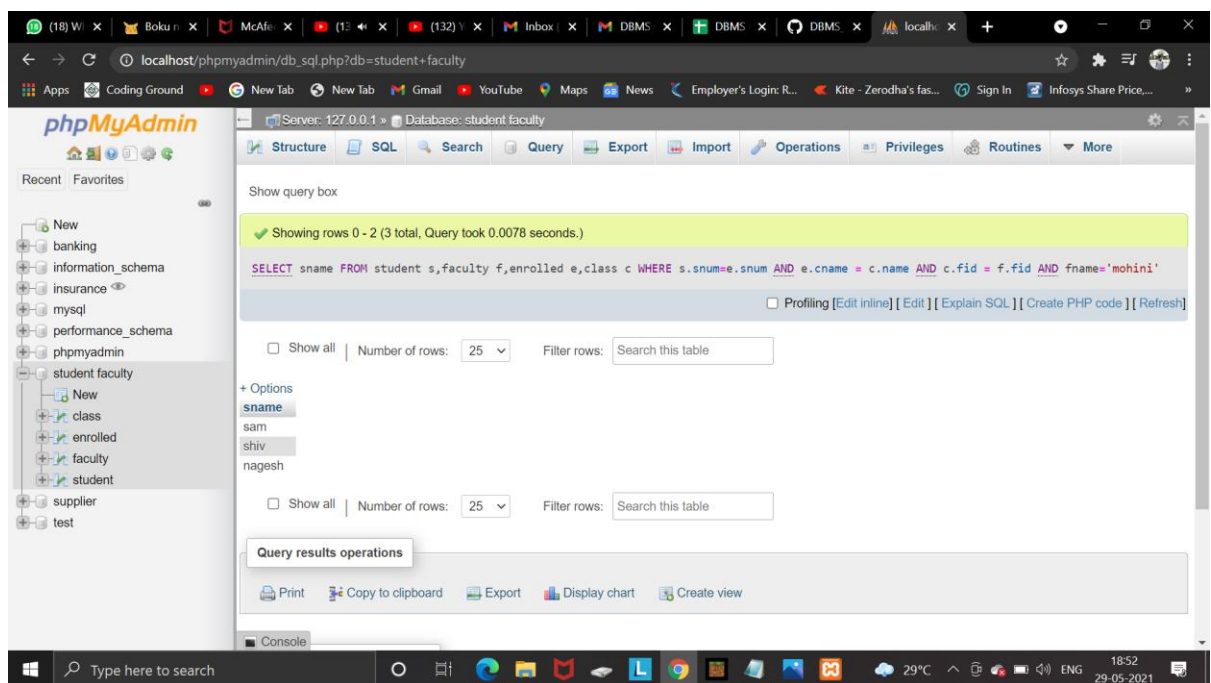 (18) Wi
Boku n
McAfe
(13
(132) Y
Inbox (
DBMS
DBMS
DBMS_
localho
localhost/phpmyadmin/db_sql.php?db=student+faculty
Apps Coding Ground New Tab New Tab Gmail YouTube Maps News Employer's Login: R... Kite - Zerodha's fas... Sign In Infosys Share Price,... »
phpMyAdmin
Recent Favorites
New
banking
information_schema
insurance
mysql
performance_schema
phpmyadmin
student faculty
New
class
enrolled
faculty
student
supplier
test
Server: 127.0.0.1 » Database: student faculty
Structure SQL Search Query Export Import Operations Privileges Routines More
Show query box
Showing rows 0 - 2 (3 total, Query took 0.0078 seconds.)
SELECT sname FROM student s,faculty f,enrolled e,class c WHERE s.snum=e.snum AND e.cname = c.name AND c.fid = f.fid AND fname='mohini'
Profiling [Edit inline] [ Edit ] [ Explain SQL ] [ Create PHP code ] [ Refresh]
Show all | Number of rows: 25 Filter rows: Search this table
+ Options
sname
sam
shiv
nagesh
Show all | Number of rows: 25 Filter rows: Search this table
Query results operations
Print Copy to clipboard Export Display chart Create view
Console
Type here to search
29°C ENG 18:52
29-05-2021